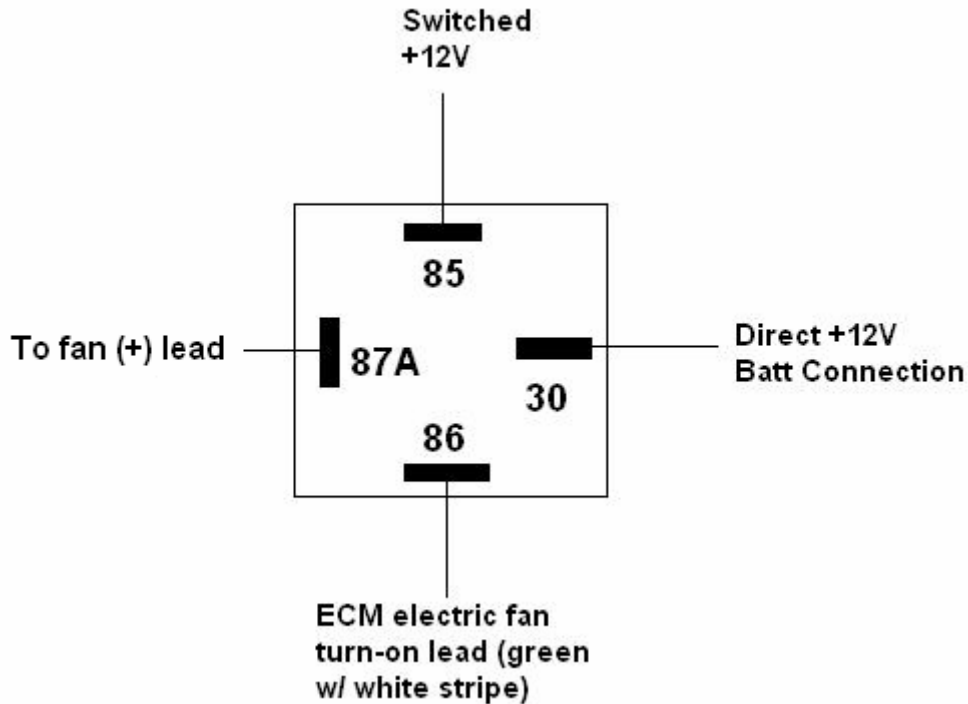 Switched
+12V
85
To fan (+) lead
87A
30
Direct +12V
Batt Connection
86
ECM electric fan
turn-on lead (green
w/ white stripe)